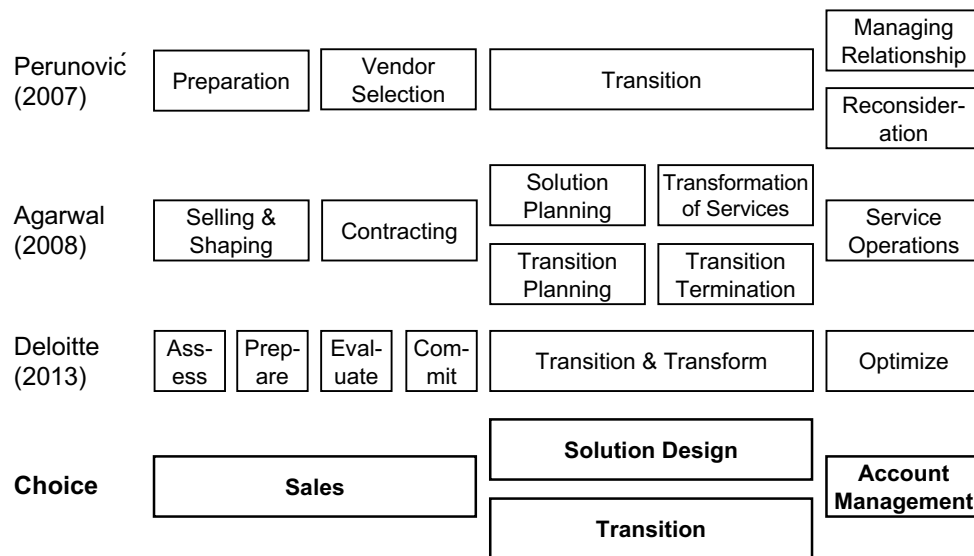 Perunović
(2007)
Preparation
Vendor
Selection
Transition
Managing
Relationship
Reconsider-
ation
Agarwal
(2008)
Selling &
Shaping
Contracting
Solution
Planning
Transformation
of Services
Transition
Planning
Transition
Termination
Service
Operations
Deloitte
(2013)
Ass-
ess
Prep-
are
Eval-
uate
Com-
mit
Transition & Transform
Optimize
Choice
Sales
Solution Design
Transition
Account
Management